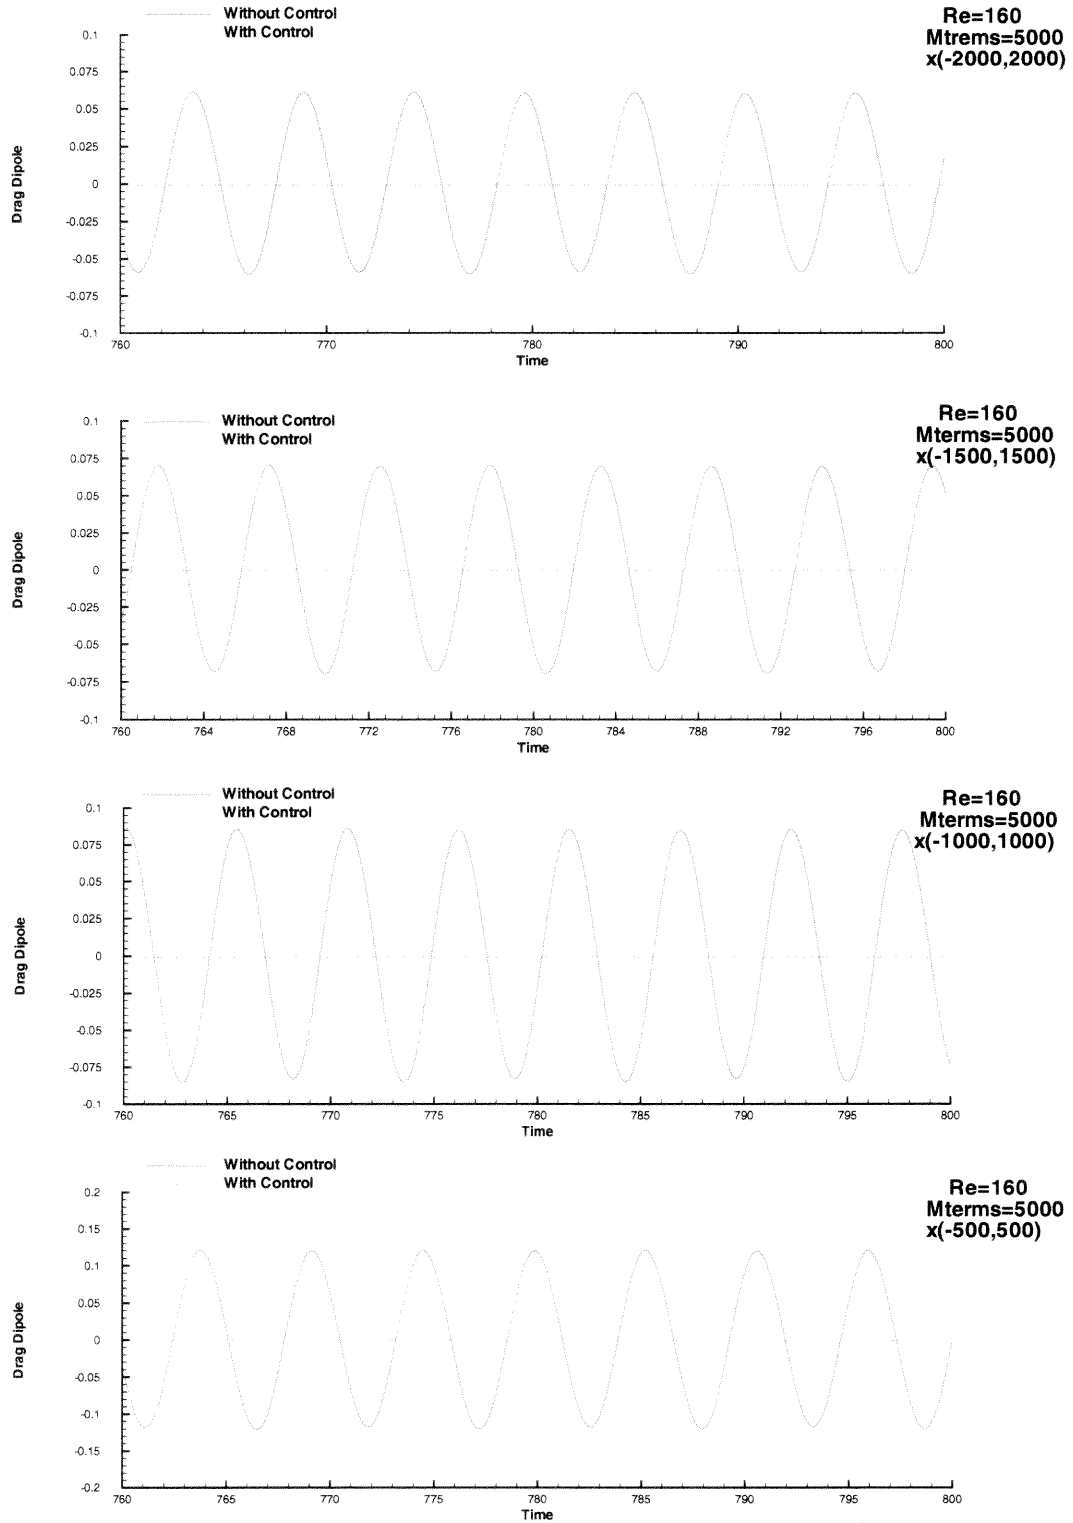 Without Control
With Control
Re=160
Mtrems=5000
x(-2000,2000)
0.1
0.075
0.05
0.025
0
-0.025
-0.05
-0.075
-0.1
Drag Dipole
760 770 780 790 800
Time
Without Control
With Control
Re=160
Mterms=5000
x(-1500,1500)
0.1
0.075
0.05
0.025
0
-0.025
-0.05
-0.075
-0.1
Drag Dipole
760 764 768 772 776 780 784 788 792 796 800
Time
Without Control
With Control
Re=160
Mterms=5000
x(-1000,1000)
0.1
0.075
0.05
0.025
0
-0.025
-0.05
-0.075
-0.1
Drag Dipole
760 765 770 775 780 785 790 795 800
Time
Without Control
With Control
Re=160
Mterms=5000
x(-500,500)
0.2
0.15
0.1
0.05
0
-0.05
-0.1
-0.15
-0.2
Drag Dipole
760 765 770 775 780 785 790 795 800
Time